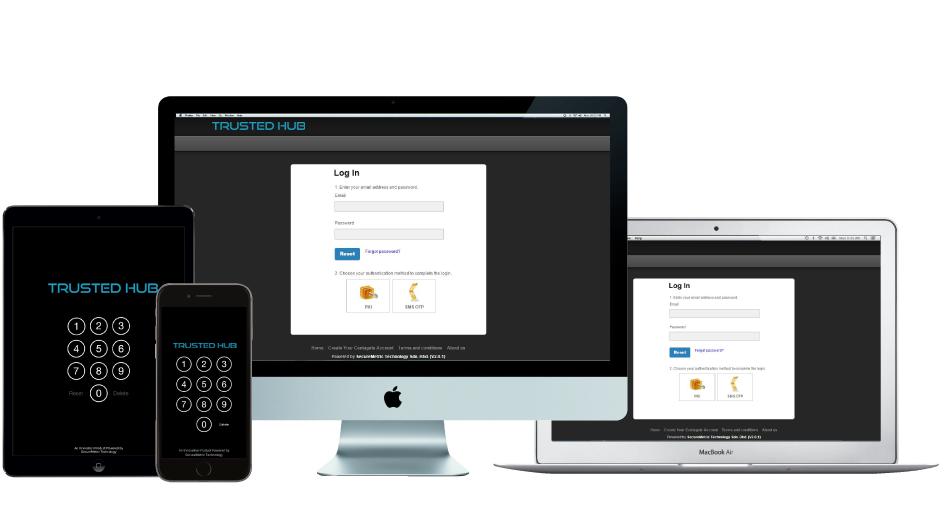 TRUSTED HUB
Log In
1. Enter your email address and password.
Email
Password
Reset Forgot password?
2. Choose your authentication method to complete the login.
PKI SMS OTP
Home Create Your Centagate Account Terms and conditions About us
Powered by SecureMetric Technology Sdn. Bhd. (V2.0.1)
TRUSTED HUB
1 2 3
4 5 6
7 8 9
Reset 0 Delete
An Innovative Product Powered by
SecureMetric Technology
TRUSTED HUB
1 2 3
4 5 6
7 8 9
0 Delete
An Innovative Product Powered by
SecureMetric Technology
Help
Log In
1. Enter your email address and password.
Email
Password
Reset Forgot password?
2. Choose your authentication method to complete the login.
PKI SMS OTP
Home Create Your Centagate Account Terms and conditions About us
Powered by SecureMetric Technology Sdn. Bhd. (V2.0.1)
MacBook Air